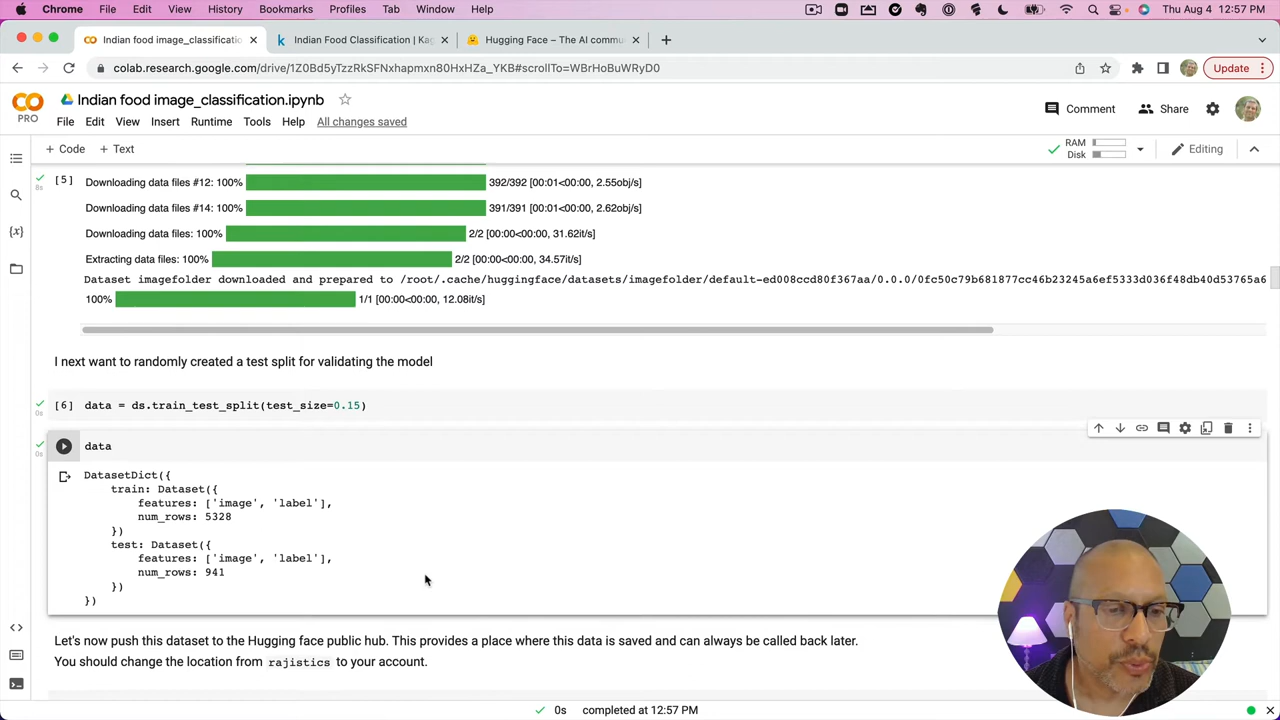 Chrome File Edit View History Bookmarks Profiles Tab Window Help Thu Aug 4 12:57 PM
Indian food image_classificatio
Indian Food Classification | Kag
Hugging Face – The AI commu
colab.research.google.com/drive/1Z0Bd5yTzzRkSFNxhapmxn80HxHZa_YKB#scrollTo=WBrHoBuWRyD0
Update
PRO
Indian food image_classification.ipynb
Comment
Share
File Edit View Insert Runtime Tools Help All changes saved
+ Code + Text
RAM
Disk
Editing
[5]
8s
Downloading data files #12: 100% 392/392 [00:01<00:00, 2.55obj/s]
Downloading data files #14: 100% 391/391 [00:01<00:00, 2.62obj/s]
Downloading data files: 100% 2/2 [00:00<00:00, 31.62it/s]
Extracting data files: 100% 2/2 [00:00<00:00, 34.57it/s]
Dataset imagefolder downloaded and prepared to /root/.cache/huggingface/datasets/imagefolder/default-ed008ccd80f367aa/0.0.0/0fc50c79b681877cc46b23245a6ef5333d036f48db40d53765a6
100% 1/1 [00:00<00:00, 12.08it/s]
I next want to randomly created a test split for validating the model
[6] data = ds.train_test_split(test_size=0.15)
0s
data
0s
DatasetDict({
train: Dataset({
features: ['image', 'label'],
num_rows: 5328
})
test: Dataset({
features: ['image', 'label'],
num_rows: 941
})
})
Let's now push this dataset to the Hugging face public hub. This provides a place where this data is saved and can always be called back later.
You should change the location from rajistics to your account.
0s completed at 12:57 PM